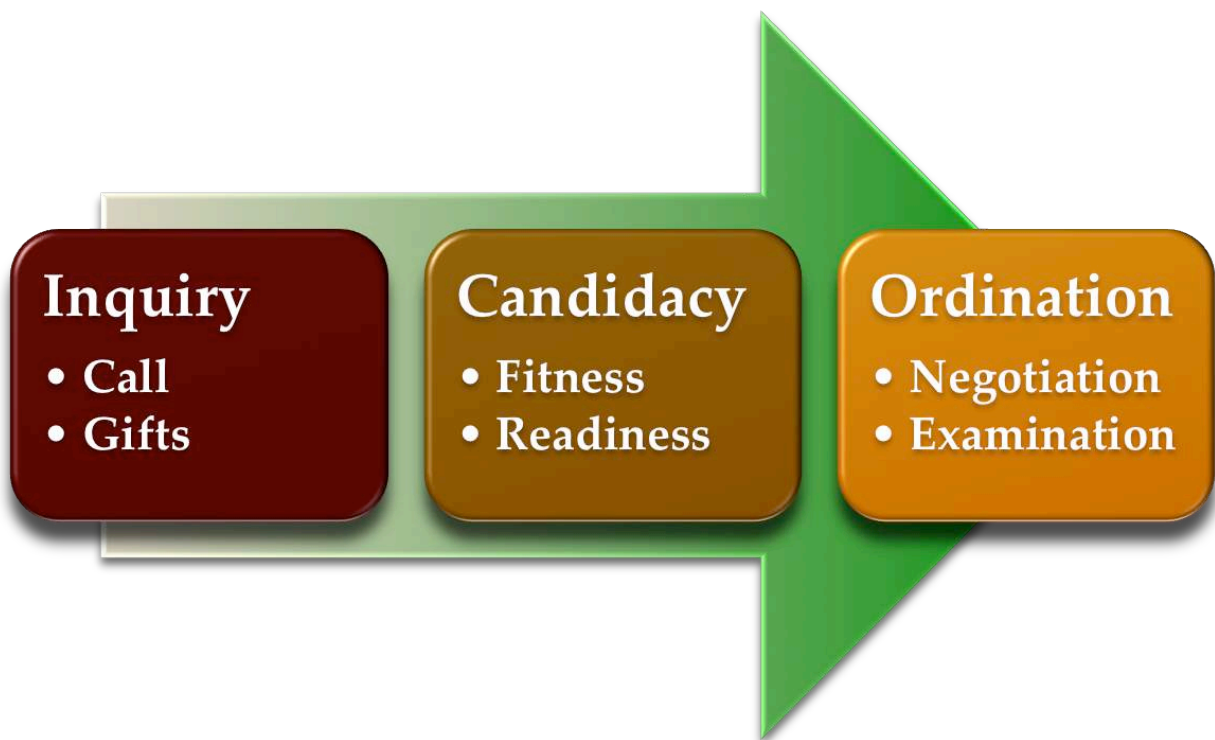 Inquiry
• Call
• Gifts
Candidacy
• Fitness
• Readiness
Ordination
• Negotiation
• Examination